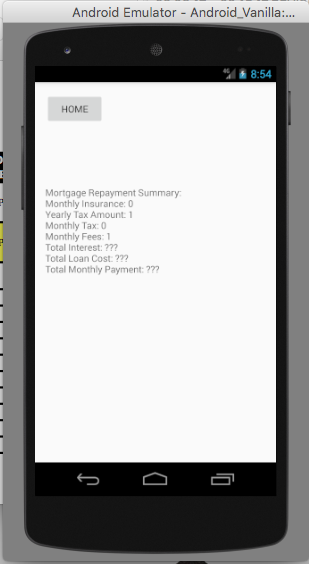 Android Emulator - Android_Vanilla:...
4G 8:54
HOME
Mortgage Repayment Summary:
Monthly Insurance: 0
Yearly Tax Amount: 1
Monthly Tax: 0
Monthly Fees: 1
Total Interest: ???
Total Loan Cost: ???
Total Monthly Payment: ???